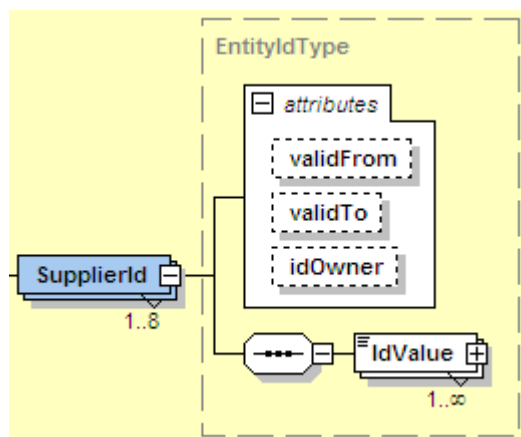 EntityIdType
attributes
validFrom
validTo
idOwner
SupplierId
1..8
IdValue
1..∞